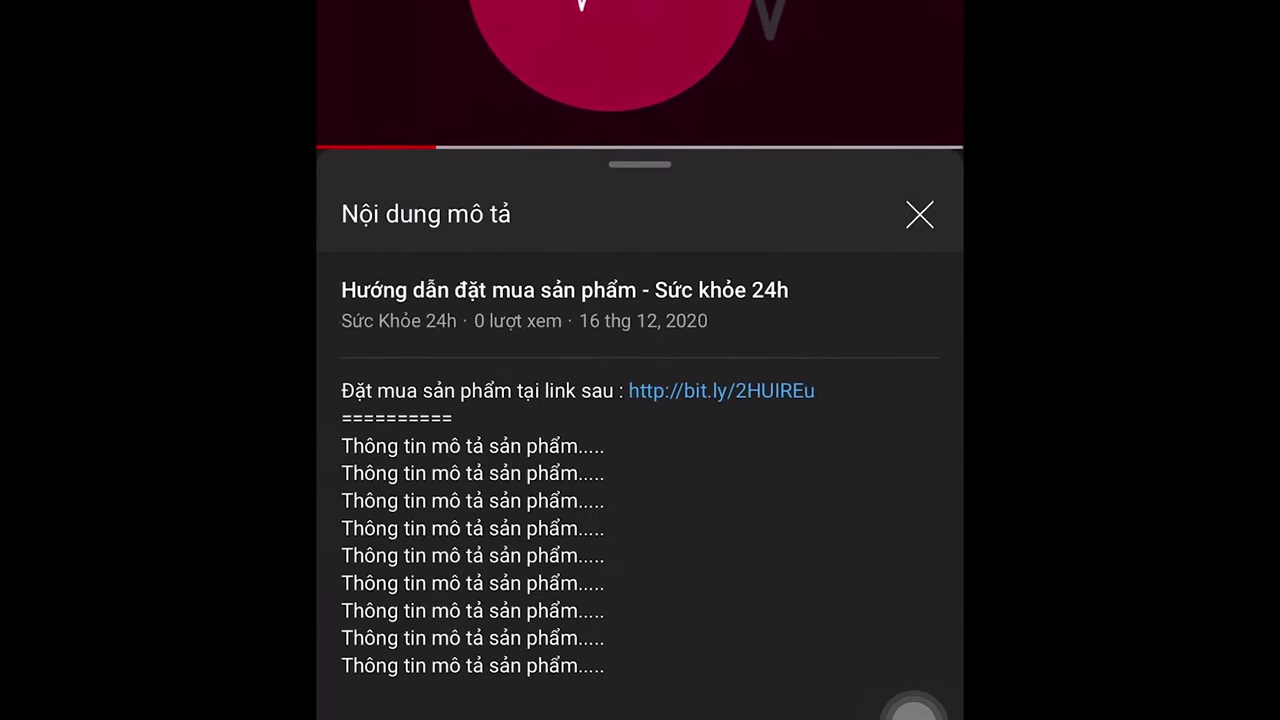 Nội dung mô tả
Hướng dẫn đặt mua sản phẩm - Sức khỏe 24h
Sức Khỏe 24h · 0 lượt xem · 16 thg 12, 2020
Đặt mua sản phẩm tại link sau : http://bit.ly/2HUIREu
==========
Thông tin mô tả sản phẩm.....
Thông tin mô tả sản phẩm.....
Thông tin mô tả sản phẩm.....
Thông tin mô tả sản phẩm.....
Thông tin mô tả sản phẩm.....
Thông tin mô tả sản phẩm.....
Thông tin mô tả sản phẩm.....
Thông tin mô tả sản phẩm.....
Thông tin mô tả sản phẩm.....